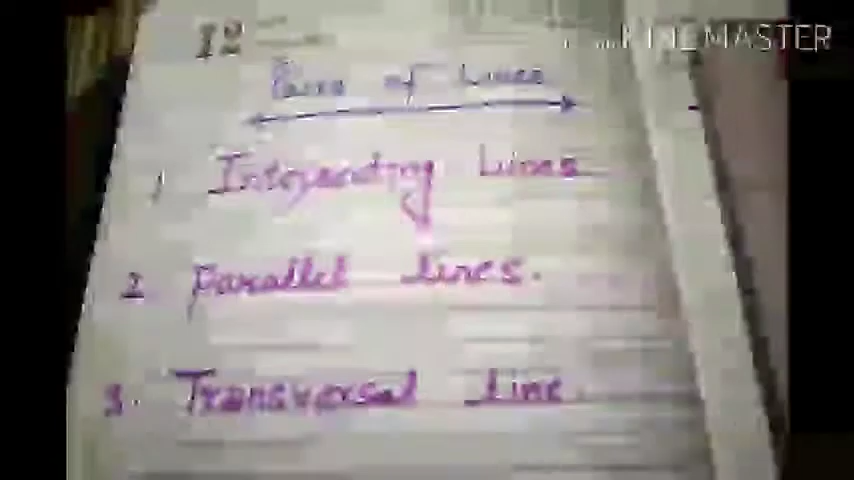 12
KINEMASTER
Pairs of Lines
1 Intersecting Lines
2 Parallel lines.
3. Transversal line.